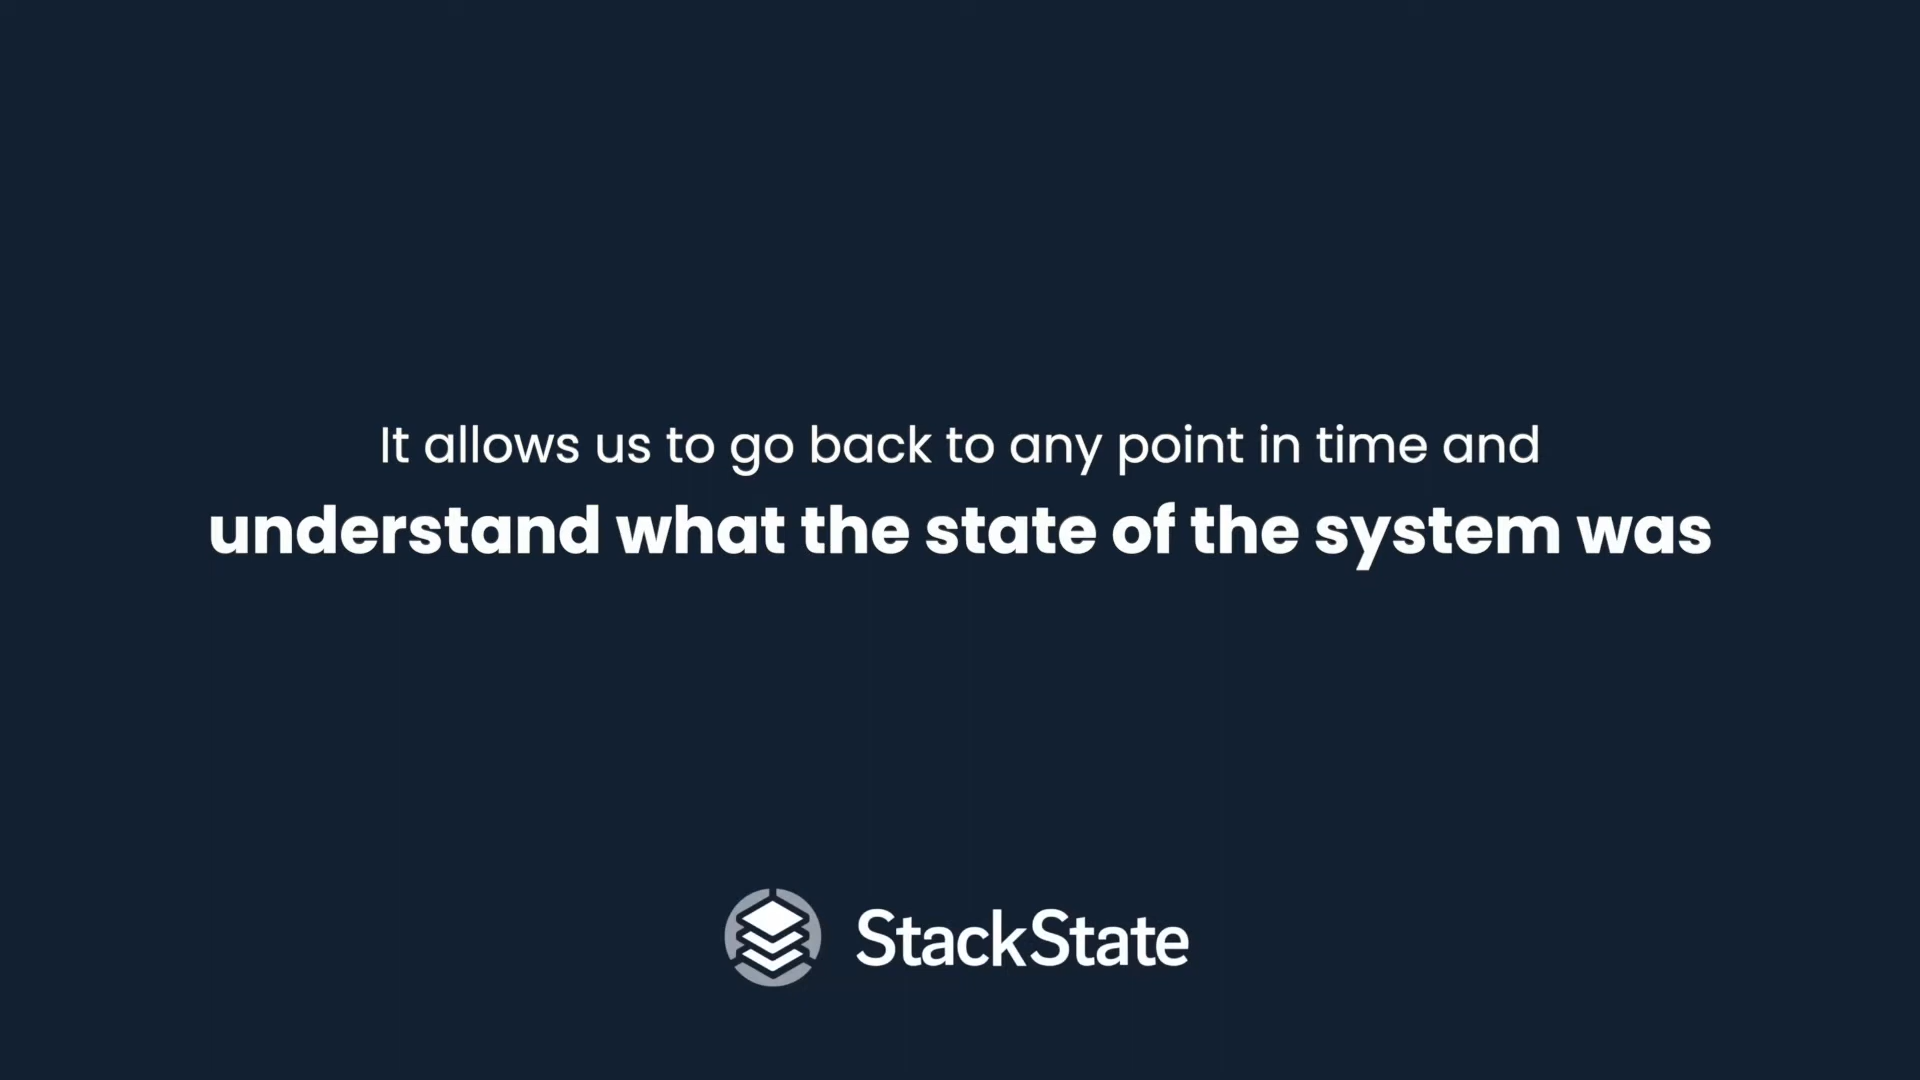 It allows us to go back to any point in time and
understand what the state of the system was
StackState